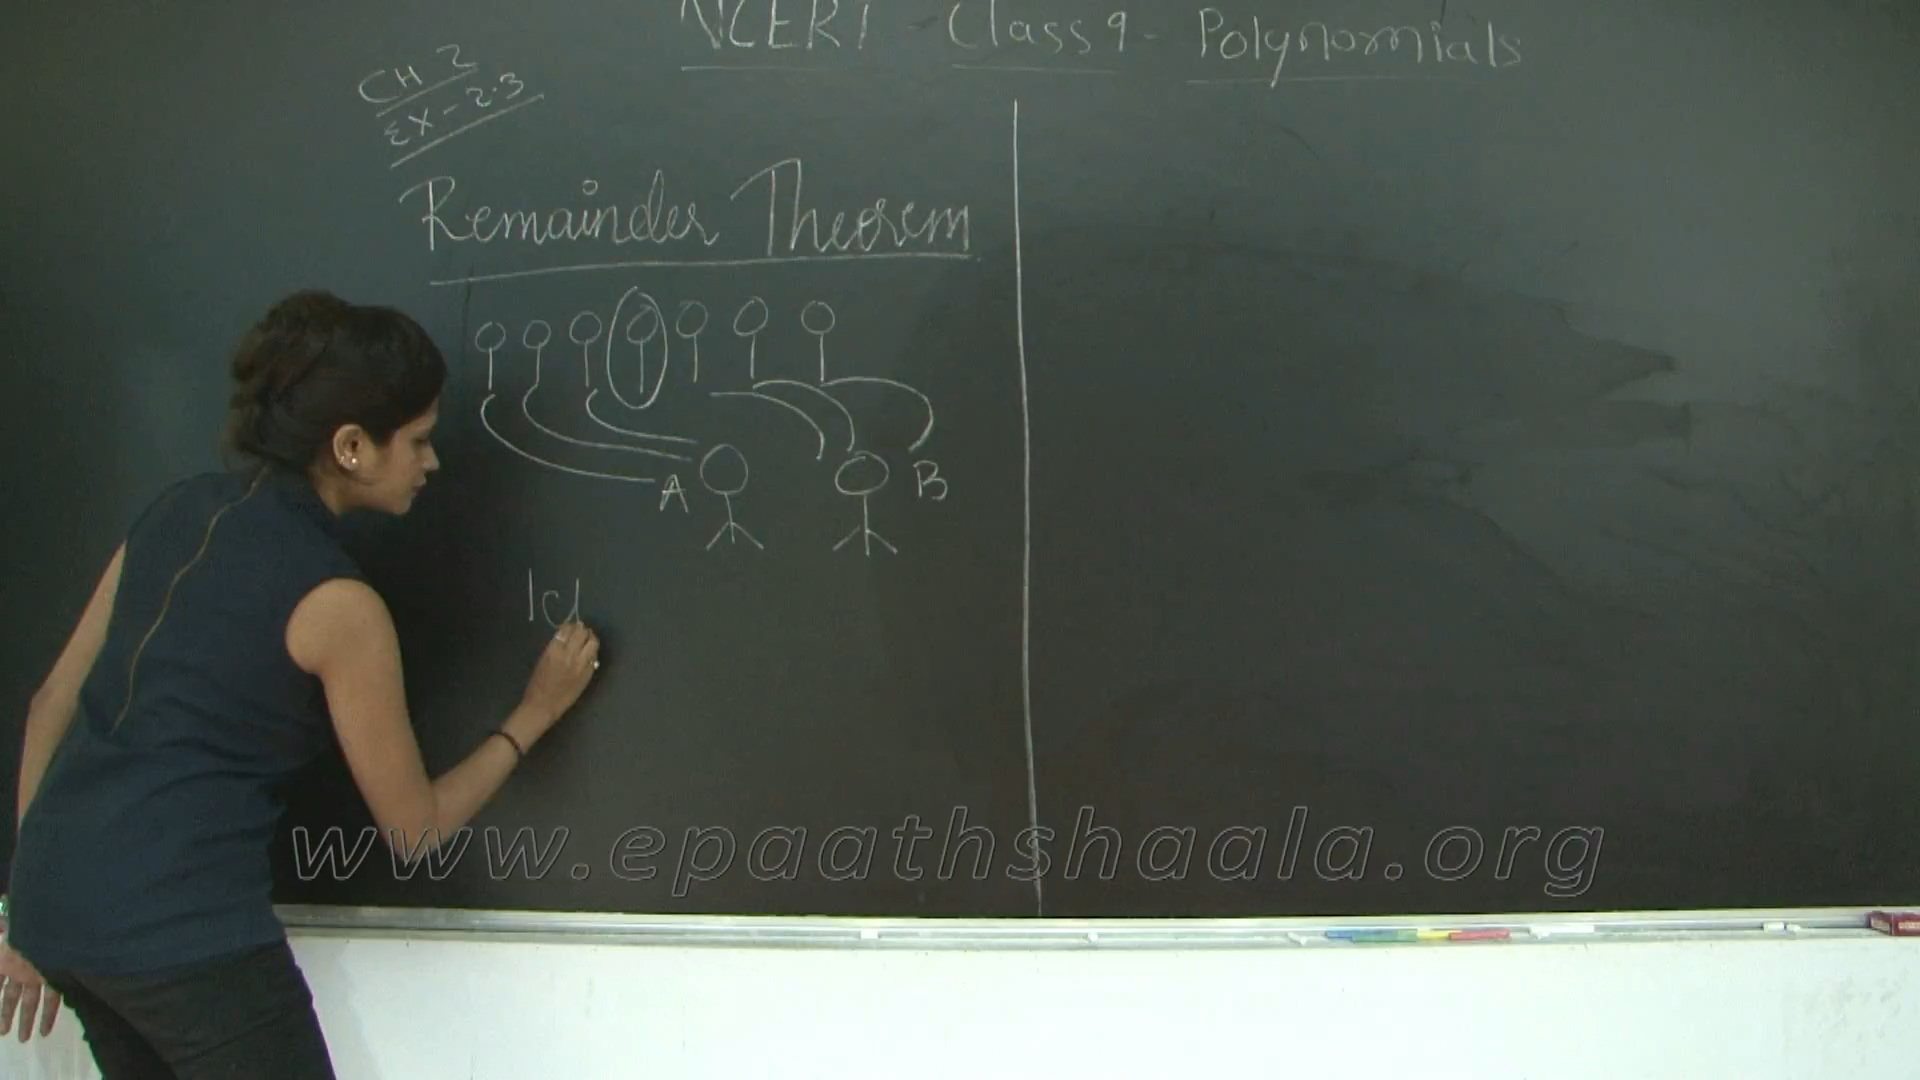 NCERT - Class 9 - Polynomials
CH 2
EX - 2.3
Remainder Theorem
A B
www.epaathshaala.org